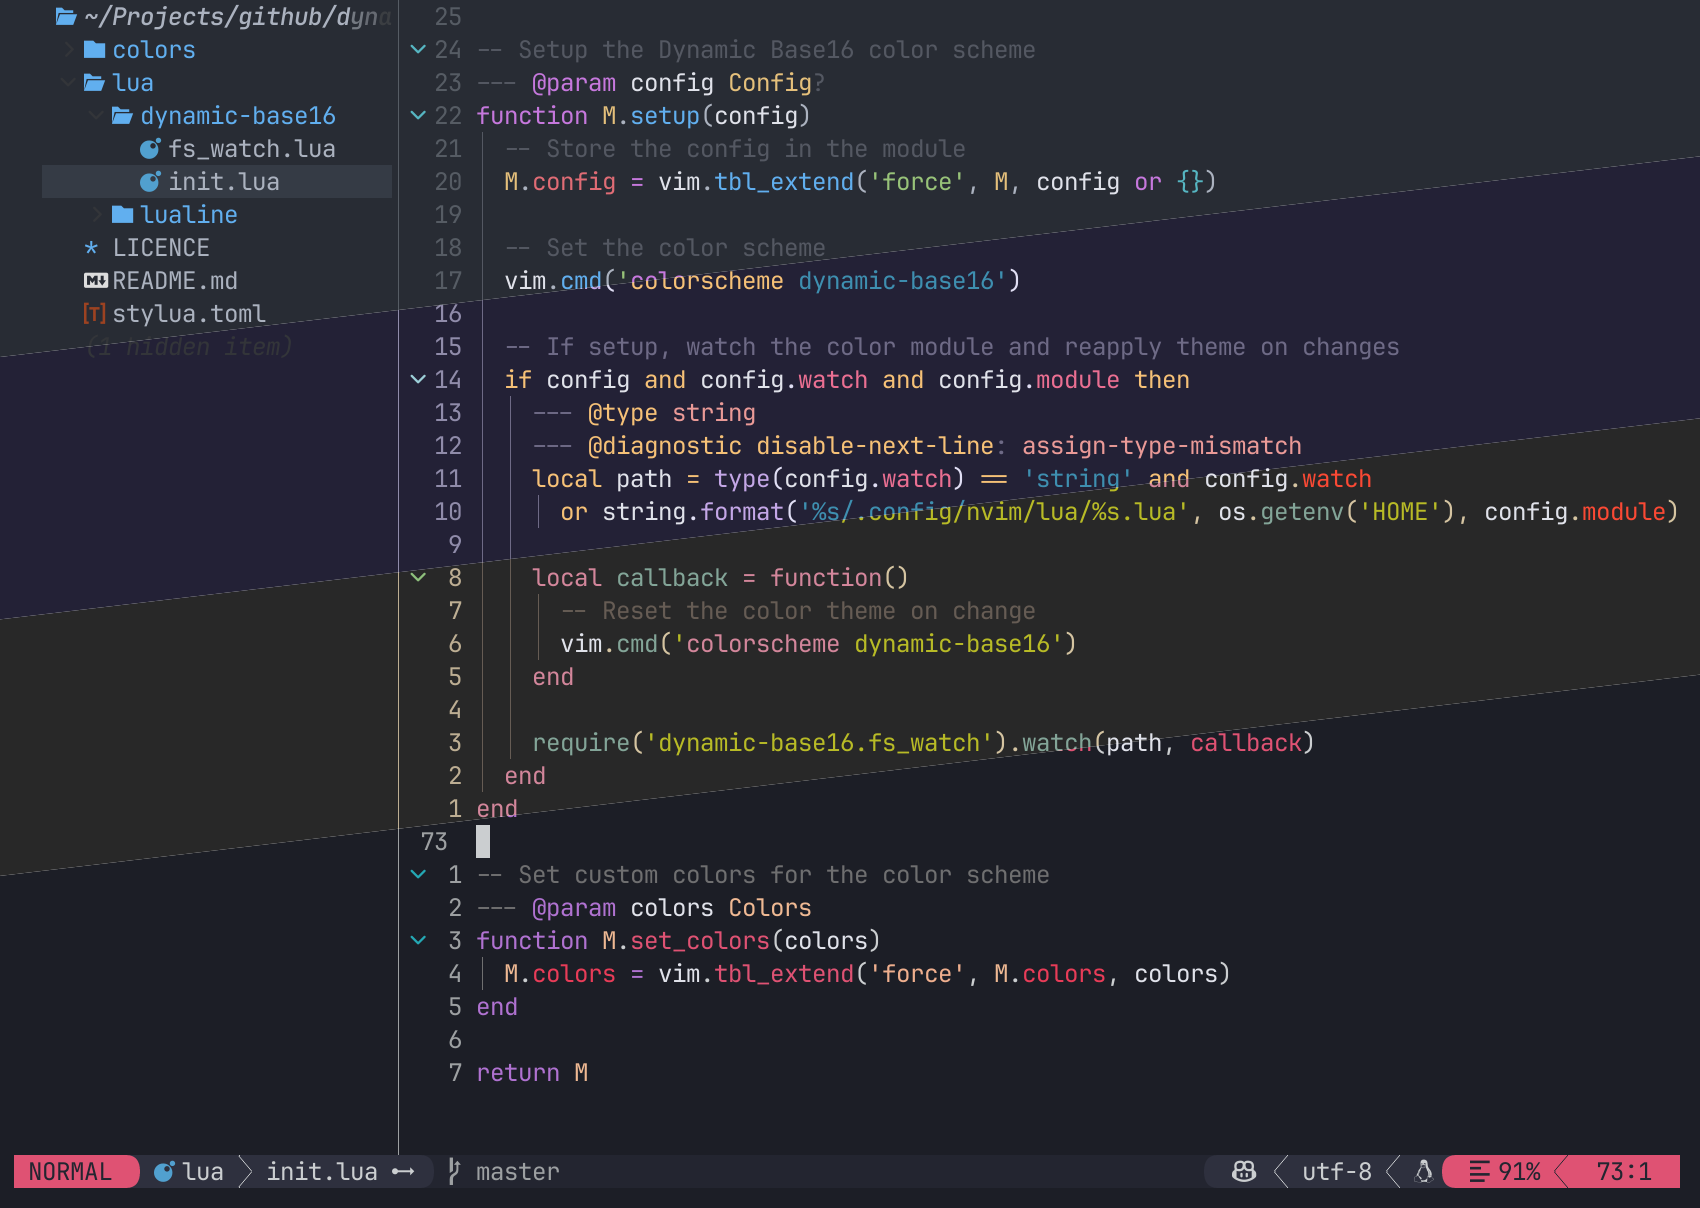 ~/Projects/github/dyna
colors
lua
dynamic-base16
fs_watch.lua
init.lua
lualine
* LICENCE
README.md
[T] stylua.toml
(1 hidden item)
25
24 -- Setup the Dynamic Base16 color scheme
23 --- @param config Config?
22 function M.setup(config)
21 -- Store the config in the module
20 M.config = vim.tbl_extend('force', M, config or {})
19
18 -- Set the color scheme
17 vim.cmd('colorscheme dynamic-base16')
16
15 -- If setup, watch the color module and reapply theme on changes
14 if config and config.watch and config.module then
13 --- @type string
12 --- @diagnostic disable-next-line: assign-type-mismatch
11 local path = type(config.watch) == 'string' and config.watch
10 or string.format('%s/.config/nvim/lua/%s.lua', os.getenv('HOME'), config.module)
9
8 local callback = function()
7 -- Reset the color theme on change
6 vim.cmd('colorscheme dynamic-base16')
5 end
4
3 require('dynamic-base16.fs_watch').watch(path, callback)
2 end
1 end
73
1 -- Set custom colors for the color scheme
2 --- @param colors Colors
3 function M.set_colors(colors)
4 M.colors = vim.tbl_extend('force', M.colors, colors)
5 end
6
7 return M
NORMAL lua init.lua master utf-8 91% 73:1